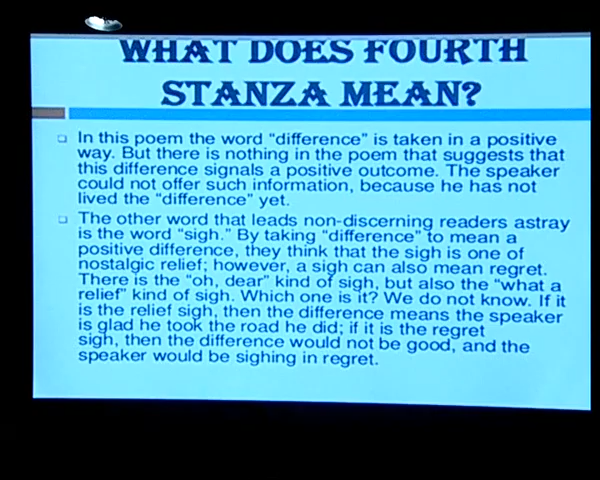 WHAT DOES FOURTH
STANZA MEAN?
In this poem the word “difference” is taken in a positive
way. But there is nothing in the poem that suggests that
this difference signals a positive outcome. The speaker
could not offer such information, because he has not
lived the “difference” yet.
The other word that leads non-discerning readers astray
is the word “sigh.” By taking “difference” to mean a
positive difference, they think that the sigh is one of
nostalgic relief; however, a sigh can also mean regret.
There is the “oh, dear” kind of sigh, but also the “what a
relief” kind of sigh. Which one is it? We do not know. If it
is the relief sigh, then the difference means the speaker
is glad he took the road he did; if it is the regret
sigh, then the difference would not be good, and the
speaker would be sighing in regret.